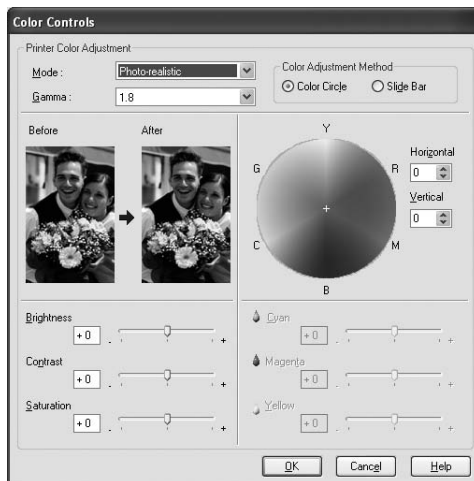 Color Controls
Printer Color Adjustment
Mode :
Photo-realistic
Gamma :
1.8
Color Adjustment Method
Color Circle
Slide Bar
Before
After
Y
G
R
C
M
B
Horizontal
0
Vertical
0
Brightness
+ 0
- +
Contrast
+ 0
- +
Saturation
+ 0
- +
Cyan
+ 0
- +
Magenta
+ 0
- +
Yellow
+ 0
- +
OK
Cancel
Help